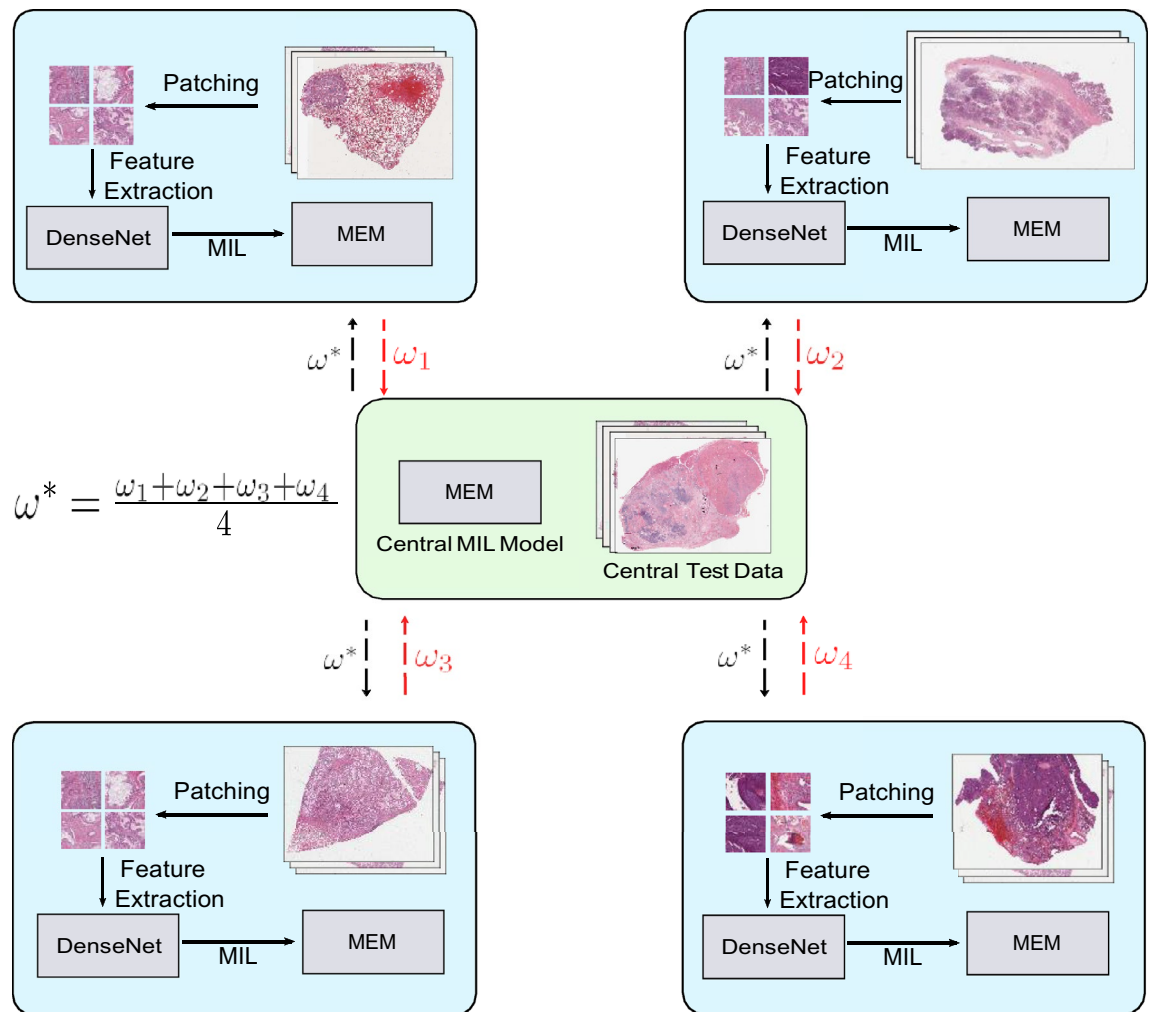 Patching
Feature
Extraction
DenseNet
MIL
MEM
Patching
Feature
Extraction
DenseNet
MIL
MEM
ω*
ω₁
ω*
ω₂
ω* = (ω₁+ω₂+ω₃+ω₄)/4
MEM
Central MIL Model
Central Test Data
ω*
ω₃
ω*
ω₄
Patching
Feature
Extraction
DenseNet
MIL
MEM
Patching
Feature
Extraction
DenseNet
MIL
MEM